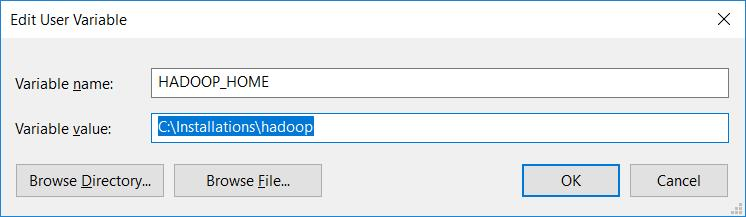 Edit User Variable
Variable name: HADOOP_HOME
Variable value: C:\Installations\hadoop
Browse Directory... Browse File... OK Cancel